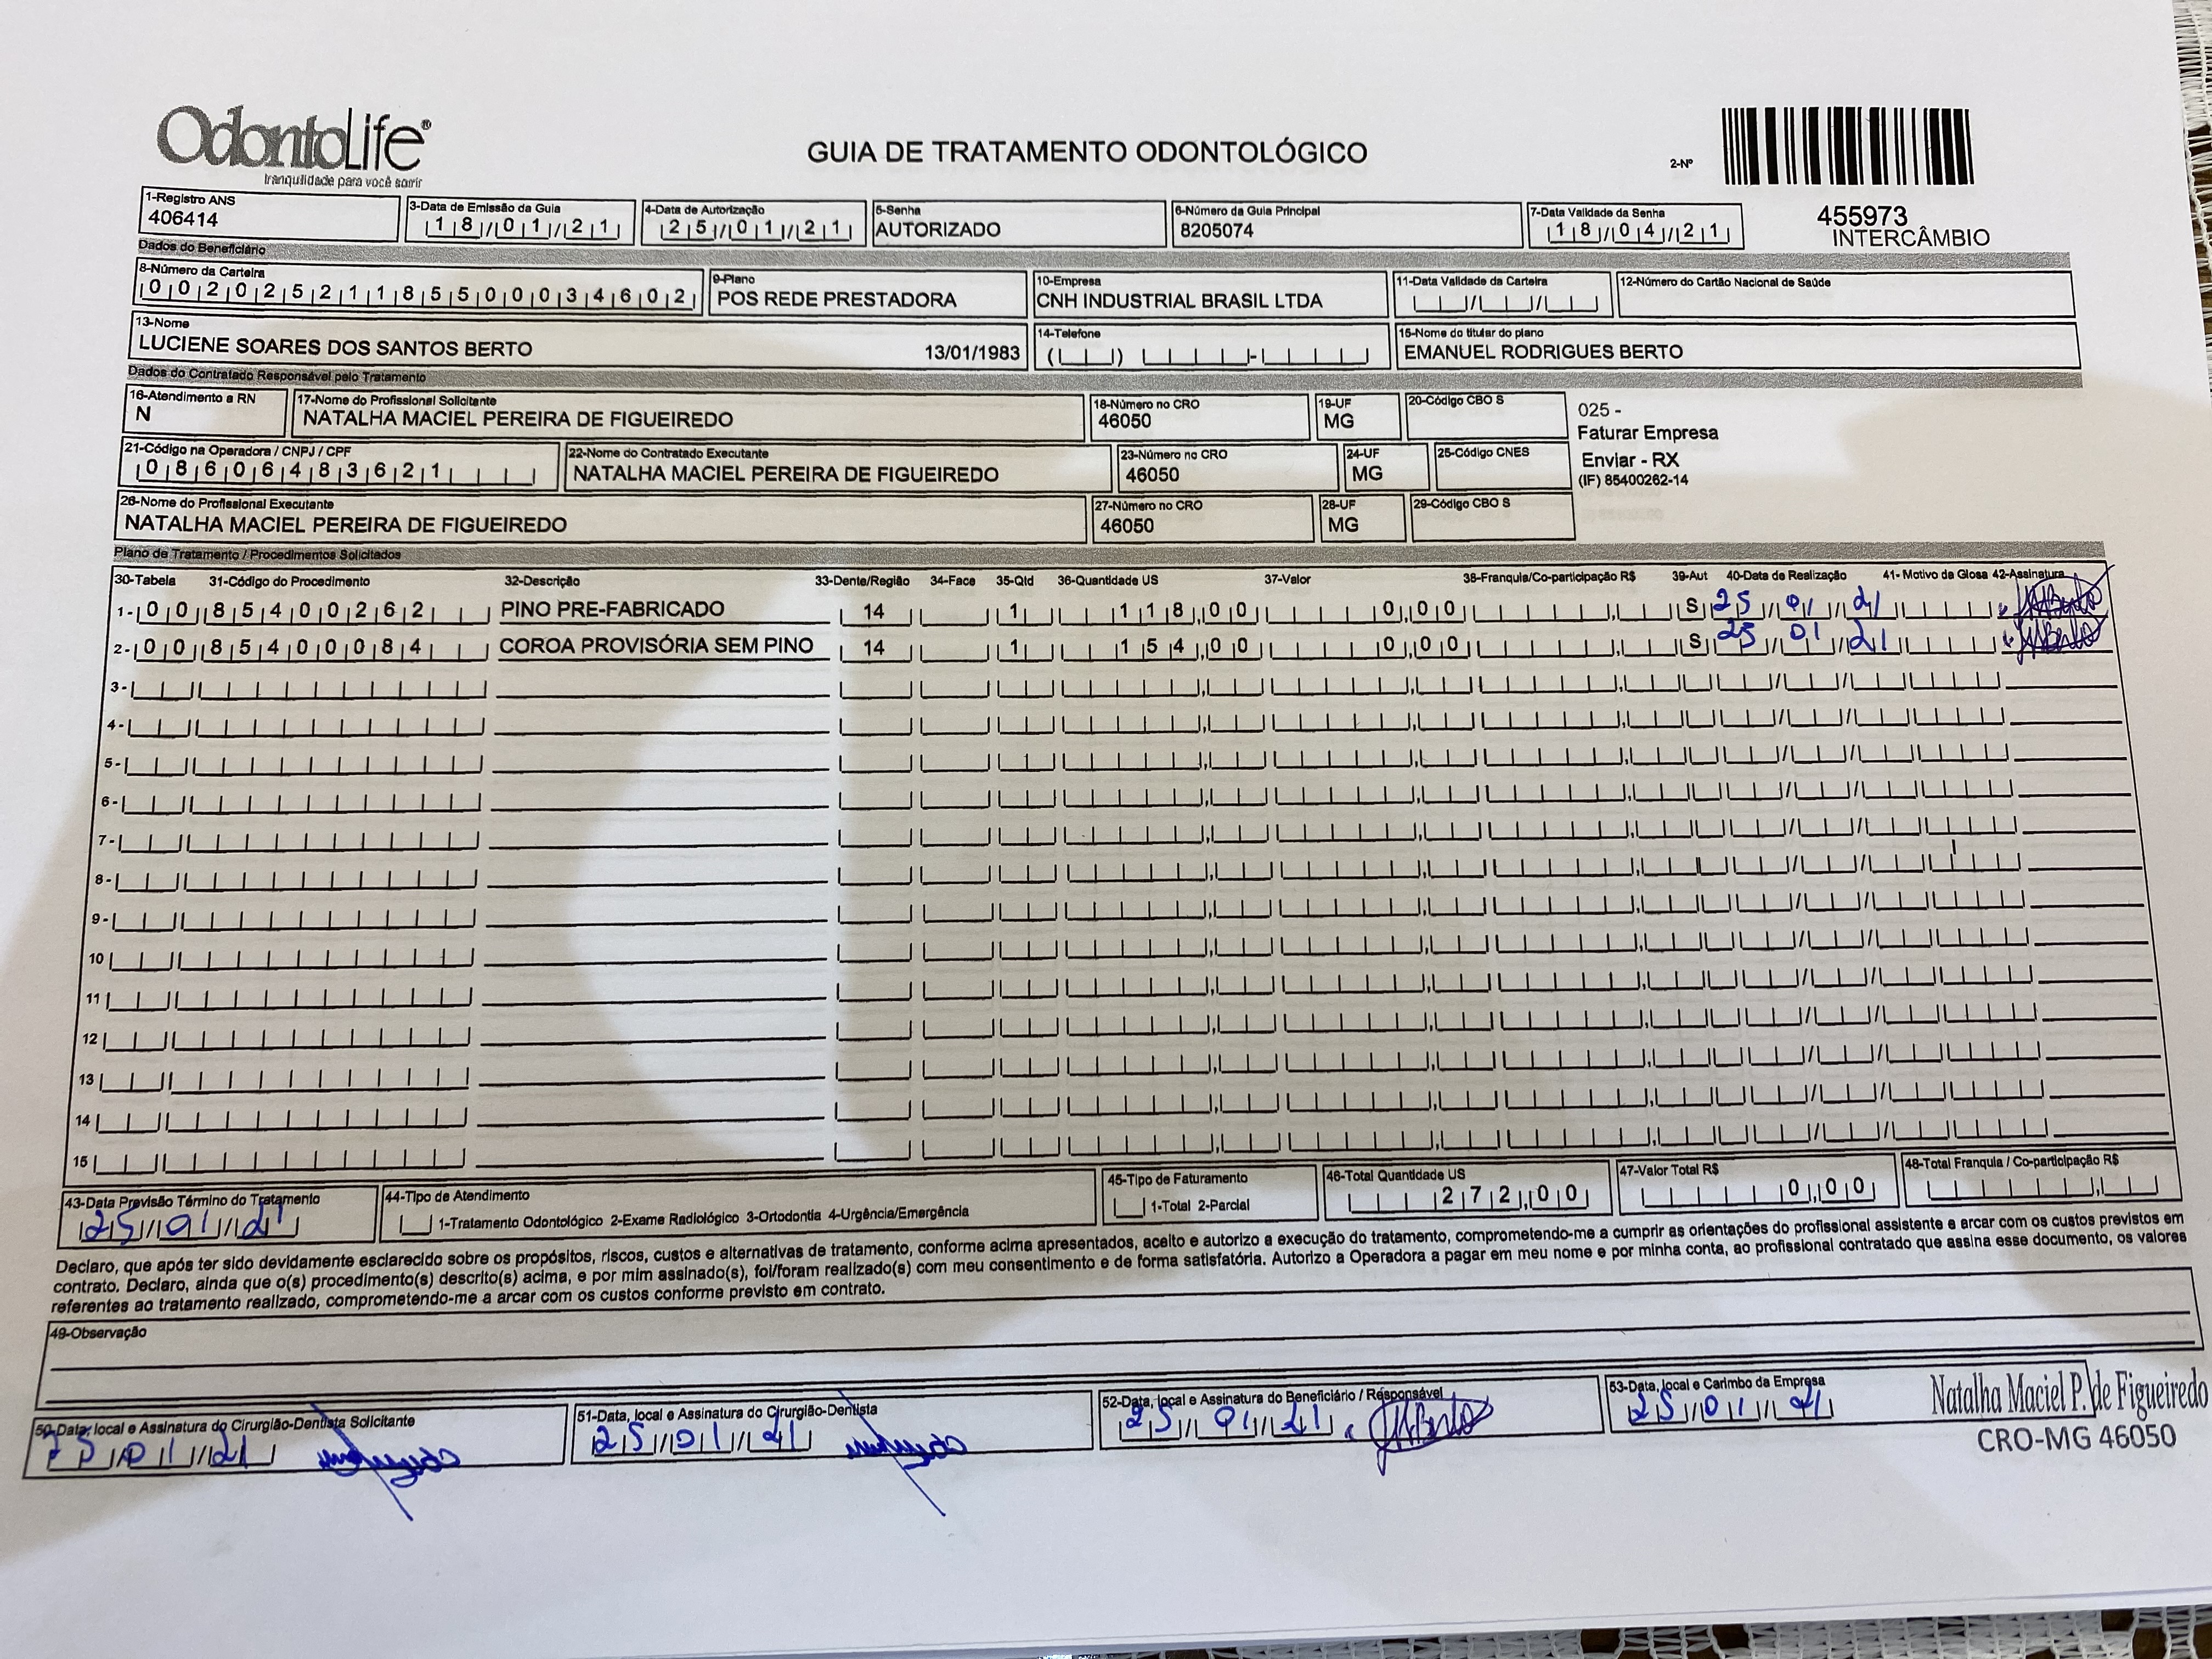 OdontoLife®
tranquilidade para você sorrir
GUIA DE TRATAMENTO ODONTOLÓGICO
2-Nº
455973
INTERCÂMBIO
1-Registro ANS
406414
3-Data de Emissão da Guia
18/01/21
4-Data de Autorização
25/01/21
5-Senha
AUTORIZADO
6-Número da Guia Principal
8205074
7-Data Validade da Senha
18/04/21
Dados do Beneficiário
8-Número da Carteira
00202521185500034602
9-Plano
POS REDE PRESTADORA
10-Empresa
CNH INDUSTRIAL BRASIL LTDA
11-Data Validade da Carteira
12-Número do Cartão Nacional de Saúde
13-Nome
LUCIENE SOARES DOS SANTOS BERTO 13/01/1983
14-Telefone
15-Nome do titular do plano
EMANUEL RODRIGUES BERTO
Dados do Contratado Responsável pelo Tratamento
16-Atendimento a RN
N
17-Nome do Profissional Solicitante
NATALHA MACIEL PEREIRA DE FIGUEIREDO
18-Número no CRO
46050
19-UF
MG
20-Código CBO S
025 -
Faturar Empresa
Enviar - RX
(IF) 85400262-14
21-Código na Operadora / CNPJ / CPF
08606483621
22-Nome do Contratado Executante
NATALHA MACIEL PEREIRA DE FIGUEIREDO
23-Número no CRO
46050
24-UF
MG
25-Código CNES
26-Nome do Profissional Executante
NATALHA MACIEL PEREIRA DE FIGUEIREDO
27-Número no CRO
46050
28-UF
MG
29-Código CBO S
Plano de Tratamento / Procedimentos Solicitados
30-Tabela 31-Código do Procedimento 32-Descrição 33-Dente/Região 34-Face 35-Qtd 36-Quantidade US 37-Valor 38-Franquia/Co-participação R$ 39-Aut 40-Data de Realização 41- Motivo da Glosa 42-Assinatura
1- 00 85400262 PINO PRE-FABRICADO 14 1 118,00 0,00 S 25/01/21
2- 00 85400084 COROA PROVISÓRIA SEM PINO 14 1 154,00 0,00 S 25/01/21
3-
4-
5-
6-
7-
8-
9-
10
11
12
13
14
15
43-Data Previsão Término do Tratamento
25/01/21
44-Tipo de Atendimento
1-Tratamento Odontológico 2-Exame Radiológico 3-Ortodontia 4-Urgência/Emergência
45-Tipo de Faturamento
1-Total 2-Parcial
46-Total Quantidade US
272,00
47-Valor Total R$
0,00
48-Total Franquia / Co-participação R$
Declaro, que após ter sido devidamente esclarecido sobre os propósitos, riscos, custos e alternativas de tratamento, conforme acima apresentados, aceito e autorizo a execução do tratamento, comprometendo-me a cumprir as orientações do profissional assistente e arcar com os custos previstos em
contrato. Declaro, ainda que o(s) procedimento(s) descrito(s) acima, e por mim assinado(s), foi/foram realizado(s) com meu consentimento e de forma satisfatória. Autorizo a Operadora a pagar em meu nome e por minha conta, ao profissional contratado que assina esse documento, os valores
referentes ao tratamento realizado, comprometendo-me a arcar com os custos conforme previsto em contrato.
49-Observação
50-Data, local e Assinatura do Cirurgião-Dentista Solicitante
25/01/21
51-Data, local e Assinatura do Cirurgião-Dentista
25/01/21
52-Data, local e Assinatura do Beneficiário / Responsável
25/01/21
53-Data, local e Carimbo da Empresa
25/01/21
Natalha Maciel P. de Figueiredo
CRO-MG 46050